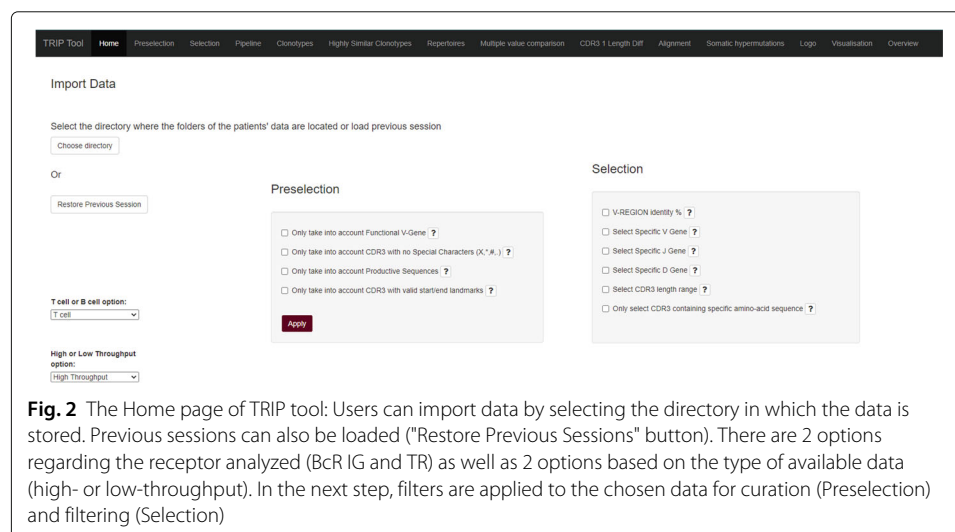 TRIP Tool Home Preselection Selection Pipeline Clonotypes Highly Similar Clonotypes Repertoires Multiple value comparison CDR3 1 Length Diff Alignment Somatic hypermutations Logo Visualisation Overview
Import Data
Select the directory where the folders of the patients' data are located or load previous session
Choose directory
Or
Restore Previous Session
T cell or B cell option:
T cell
High or Low Throughput
option:
High Throughput
Preselection
Only take into account Functional V-Gene ?
Only take into account CDR3 with no Special Characters (X,*,#,.) ?
Only take into account Productive Sequences ?
Only take into account CDR3 with valid start/end landmarks ?
Apply
Selection
V-REGION identity % ?
Select Specific V Gene ?
Select Specific J Gene ?
Select Specific D Gene ?
Select CDR3 length range ?
Only select CDR3 containing specific amino-acid sequence ?
Fig. 2 The Home page of TRIP tool: Users can import data by selecting the directory in which the data is
stored. Previous sessions can also be loaded ("Restore Previous Sessions" button). There are 2 options
regarding the receptor analyzed (BcR IG and TR) as well as 2 options based on the type of available data
(high- or low-throughput). In the next step, filters are applied to the chosen data for curation (Preselection)
and filtering (Selection)